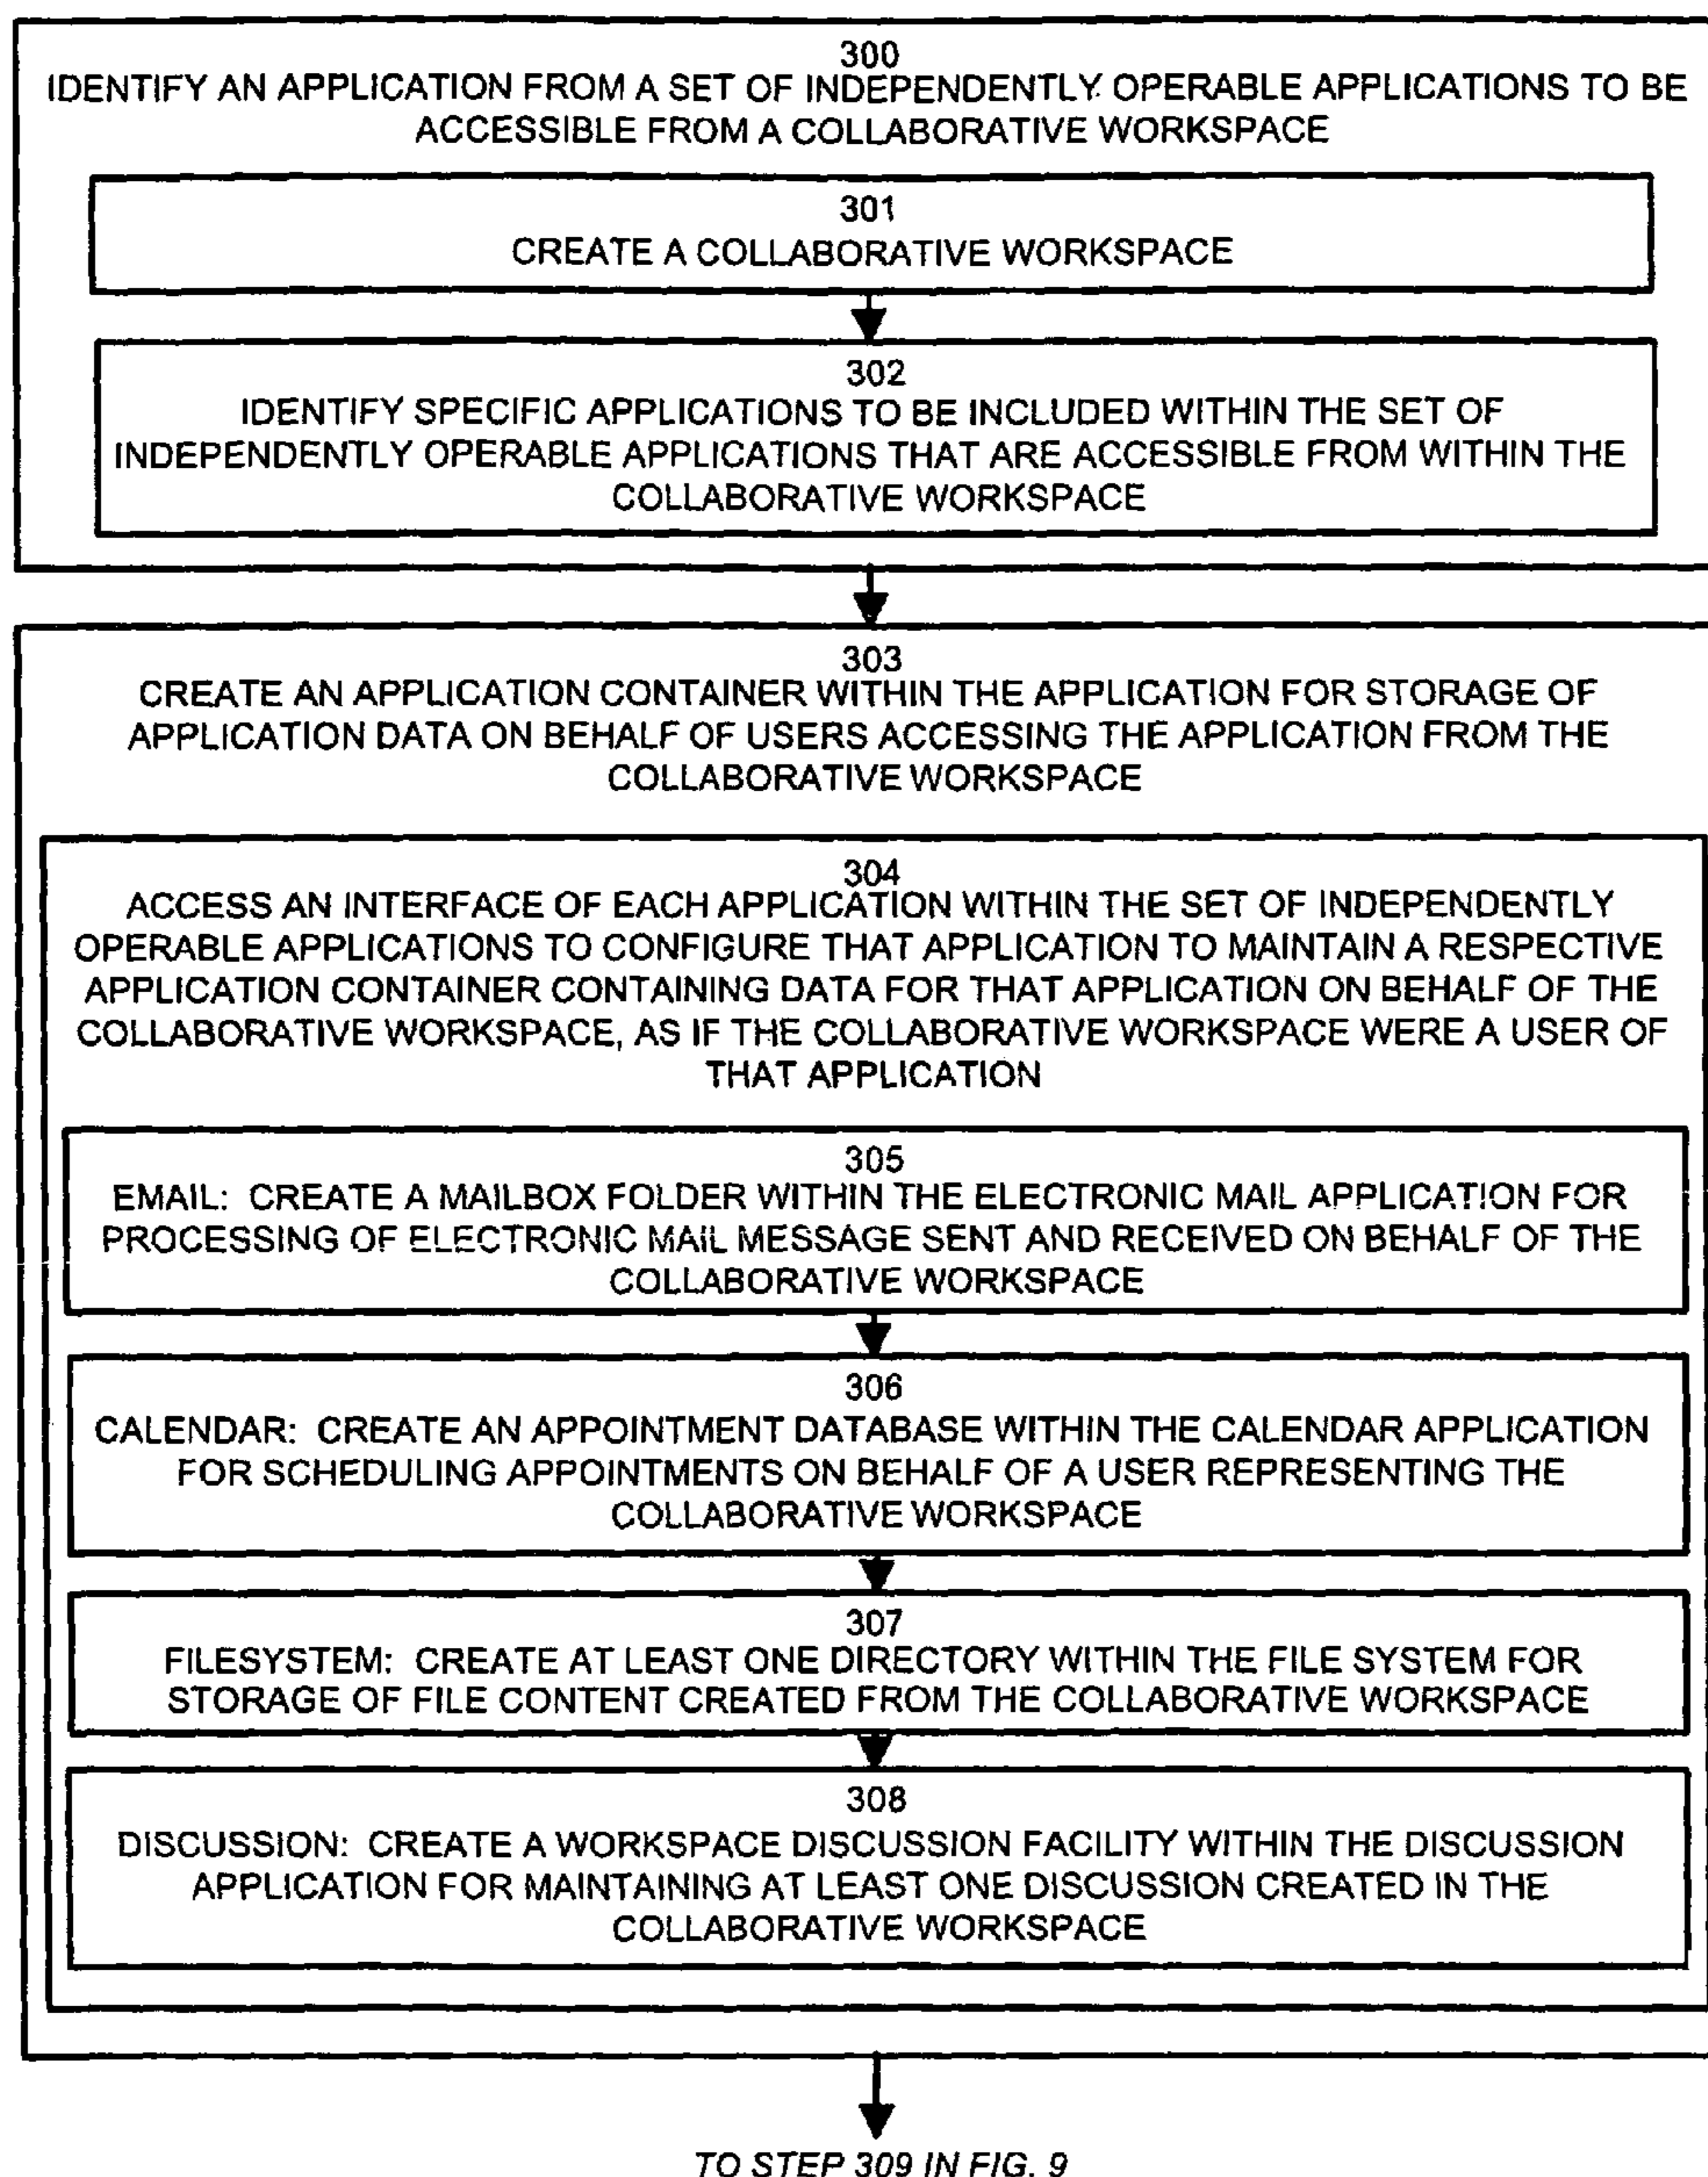 300
IDENTIFY AN APPLICATION FROM A SET OF INDEPENDENTLY OPERABLE APPLICATIONS TO BE
ACCESSIBLE FROM A COLLABORATIVE WORKSPACE
301
CREATE A COLLABORATIVE WORKSPACE
302
IDENTIFY SPECIFIC APPLICATIONS TO BE INCLUDED WITHIN THE SET OF
INDEPENDENTLY OPERABLE APPLICATIONS THAT ARE ACCESSIBLE FROM WITHIN THE
COLLABORATIVE WORKSPACE
303
CREATE AN APPLICATION CONTAINER WITHIN THE APPLICATION FOR STORAGE OF
APPLICATION DATA ON BEHALF OF USERS ACCESSING THE APPLICATION FROM THE
COLLABORATIVE WORKSPACE
304
ACCESS AN INTERFACE OF EACH APPLICATION WITHIN THE SET OF INDEPENDENTLY
OPERABLE APPLICATIONS TO CONFIGURE THAT APPLICATION TO MAINTAIN A RESPECTIVE
APPLICATION CONTAINER CONTAINING DATA FOR THAT APPLICATION ON BEHALF OF THE
COLLABORATIVE WORKSPACE, AS IF THE COLLABORATIVE WORKSPACE WERE A USER OF
THAT APPLICATION
305
EMAIL: CREATE A MAILBOX FOLDER WITHIN THE ELECTRONIC MAIL APPLICATION FOR
PROCESSING OF ELECTRONIC MAIL MESSAGE SENT AND RECEIVED ON BEHALF OF THE
COLLABORATIVE WORKSPACE
306
CALENDAR: CREATE AN APPOINTMENT DATABASE WITHIN THE CALENDAR APPLICATION
FOR SCHEDULING APPOINTMENTS ON BEHALF OF A USER REPRESENTING THE
COLLABORATIVE WORKSPACE
307
FILESYSTEM: CREATE AT LEAST ONE DIRECTORY WITHIN THE FILE SYSTEM FOR
STORAGE OF FILE CONTENT CREATED FROM THE COLLABORATIVE WORKSPACE
308
DISCUSSION: CREATE A WORKSPACE DISCUSSION FACILITY WITHIN THE DISCUSSION
APPLICATION FOR MAINTAINING AT LEAST ONE DISCUSSION CREATED IN THE
COLLABORATIVE WORKSPACE
TO STEP 309 IN FIG. 9